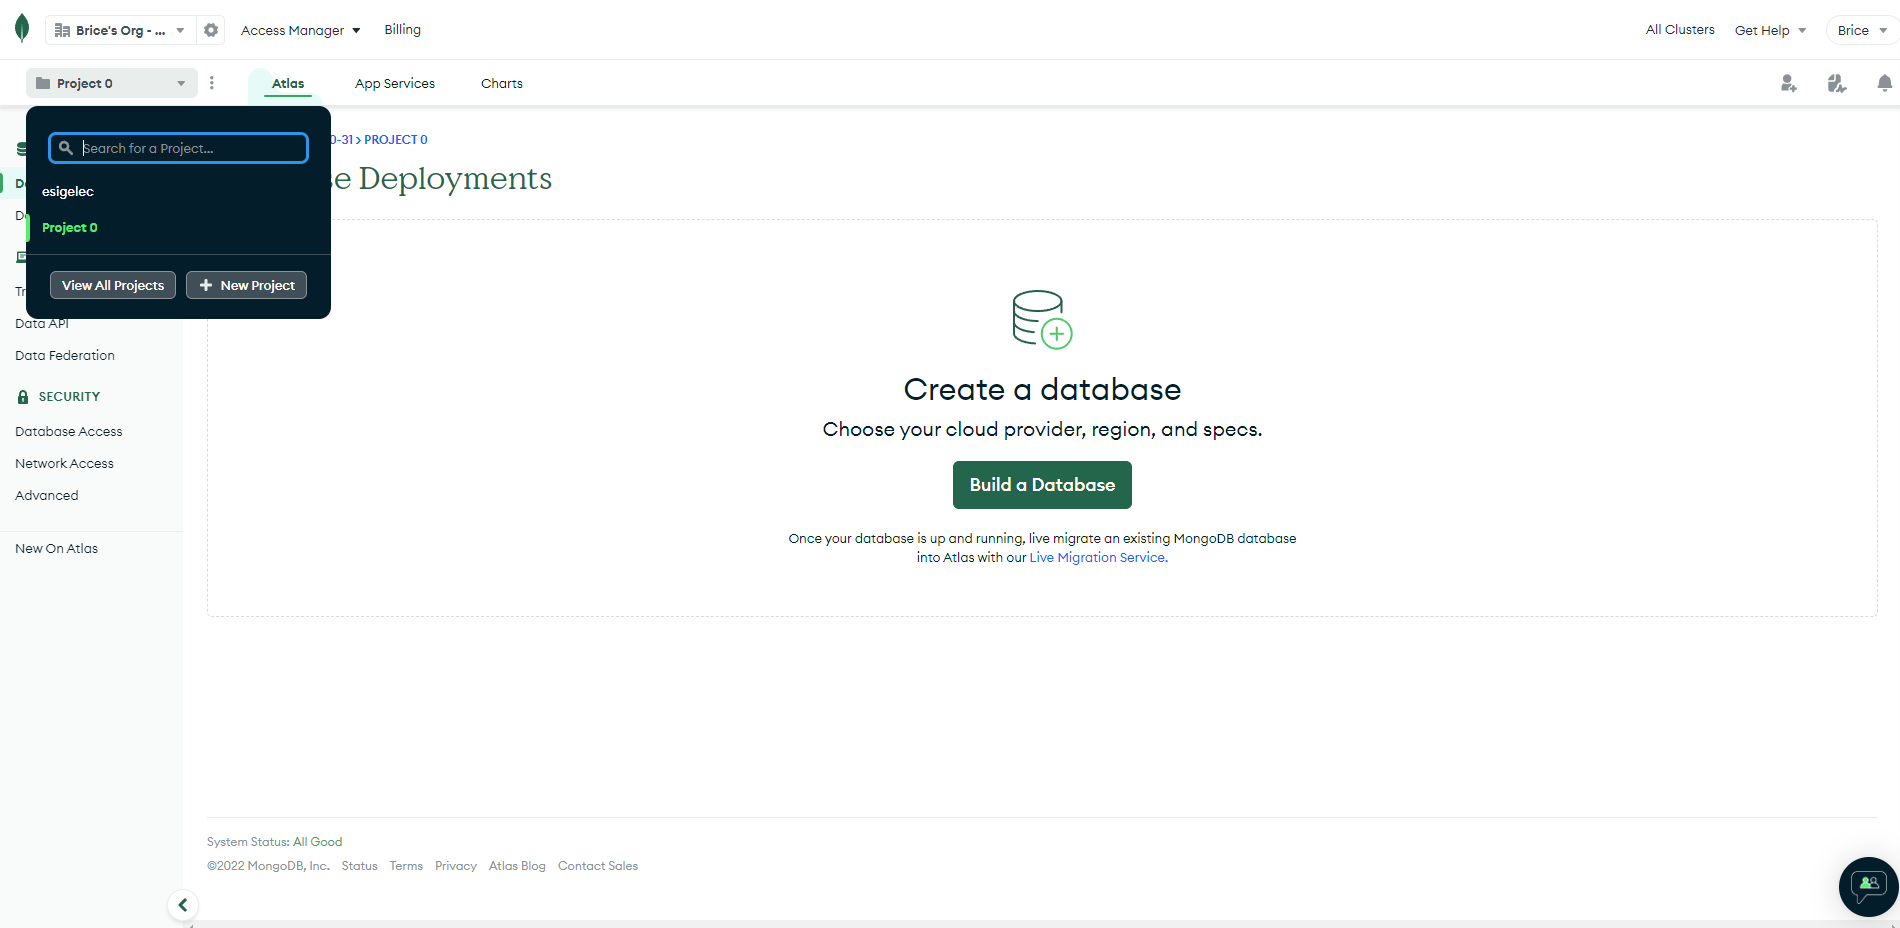 Brice's Org - ...
Access Manager
Billing
All Clusters
Get Help
Brice
Project 0
Atlas
App Services
Charts
Search for a Project...
esigelec
Project 0
View All Projects
New Project
0-31 > PROJECT 0
se Deployments
Data API
Data Federation
SECURITY
Database Access
Network Access
Advanced
New On Atlas
Create a database
Choose your cloud provider, region, and specs.
Build a Database
Once your database is up and running, live migrate an existing MongoDB database
into Atlas with our Live Migration Service.
System Status: All Good
©2022 MongoDB, Inc. Status Terms Privacy Atlas Blog Contact Sales